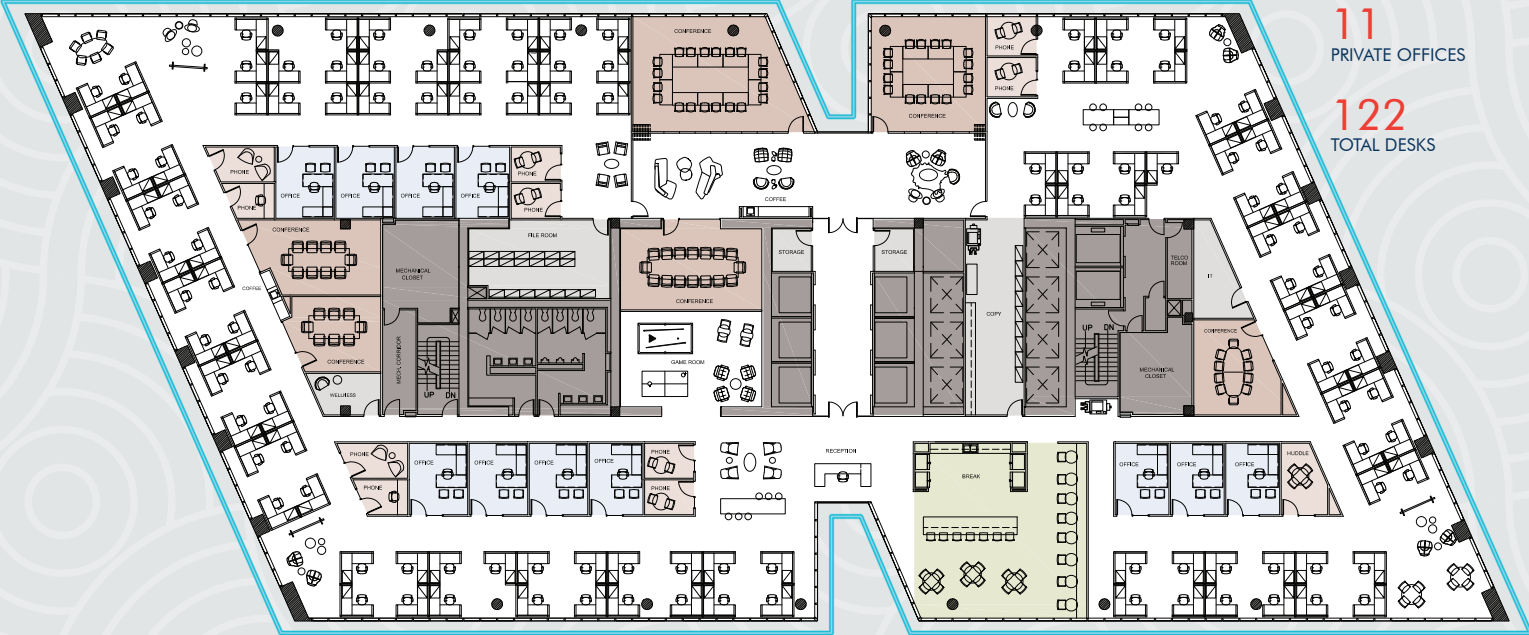 11
PRIVATE OFFICES
122
TOTAL DESKS
CONFERENCE
CONFERENCE
PHONE
PHONE
PHONE
PHONE
OFFICE
OFFICE
OFFICE
OFFICE
PHONE
PHONE
COFFEE
CONFERENCE
MECHANICAL
CLOSET
FILE ROOM
CONFERENCE
STORAGE
STORAGE
TELCO
ROOM
IT
COFFEE
CONFERENCE
MECH. CORRIDOR
UP DN
WELLNESS
GAME ROOM
COPY
UP DN
MECHANICAL
CLOSET
CONFERENCE
PHONE
PHONE
OFFICE
OFFICE
OFFICE
OFFICE
PHONE
PHONE
RECEPTION
BREAK
OFFICE
OFFICE
OFFICE
HUDDLE